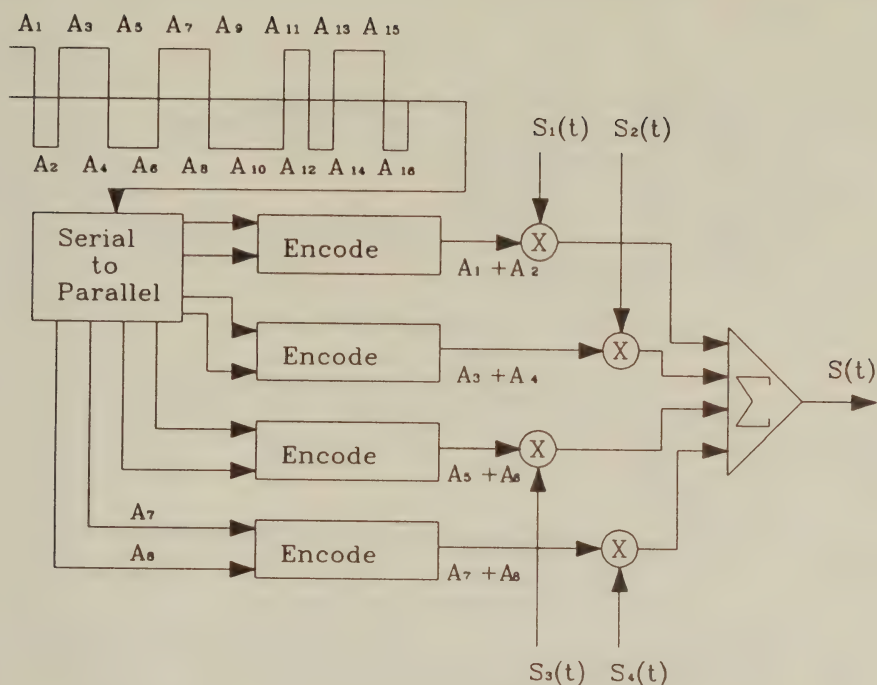 A₁ A₃ A₅ A₇ A₉ A₁₁ A₁₃ A₁₅
A₂ A₄ A₆ A₈ A₁₀ A₁₂ A₁₄ A₁₆
S₁(t) S₂(t)
Serial
to
Parallel
Encode
X
A₁ + A₂
Encode
X
A₃ + A₄
S(t)
Σ
Encode
X
A₅ + A₆
A₇
A₈
Encode
X
A₇ + A₈
S₃(t) S₄(t)